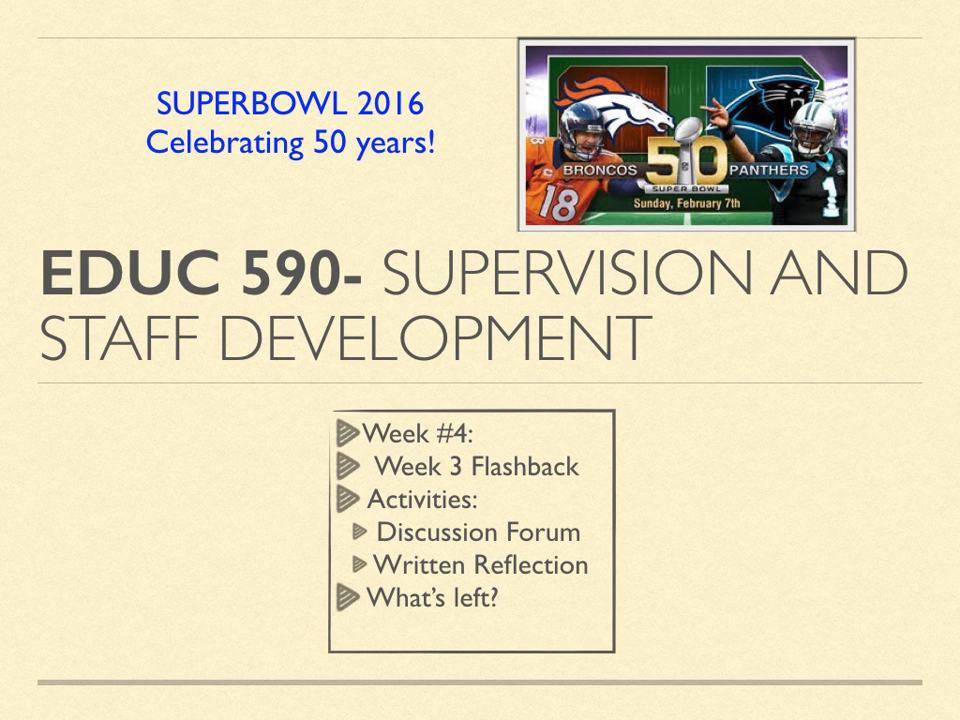 SUPERBOWL 2016
Celebrating 50 years!
BRONCOS 50 PANTHERS
SUPER BOWL
Sunday, February 7th
18
1
EDUC 590- SUPERVISION AND
STAFF DEVELOPMENT
Week #4:
Week 3 Flashback
Activities:
Discussion Forum
Written Reflection
What's left?